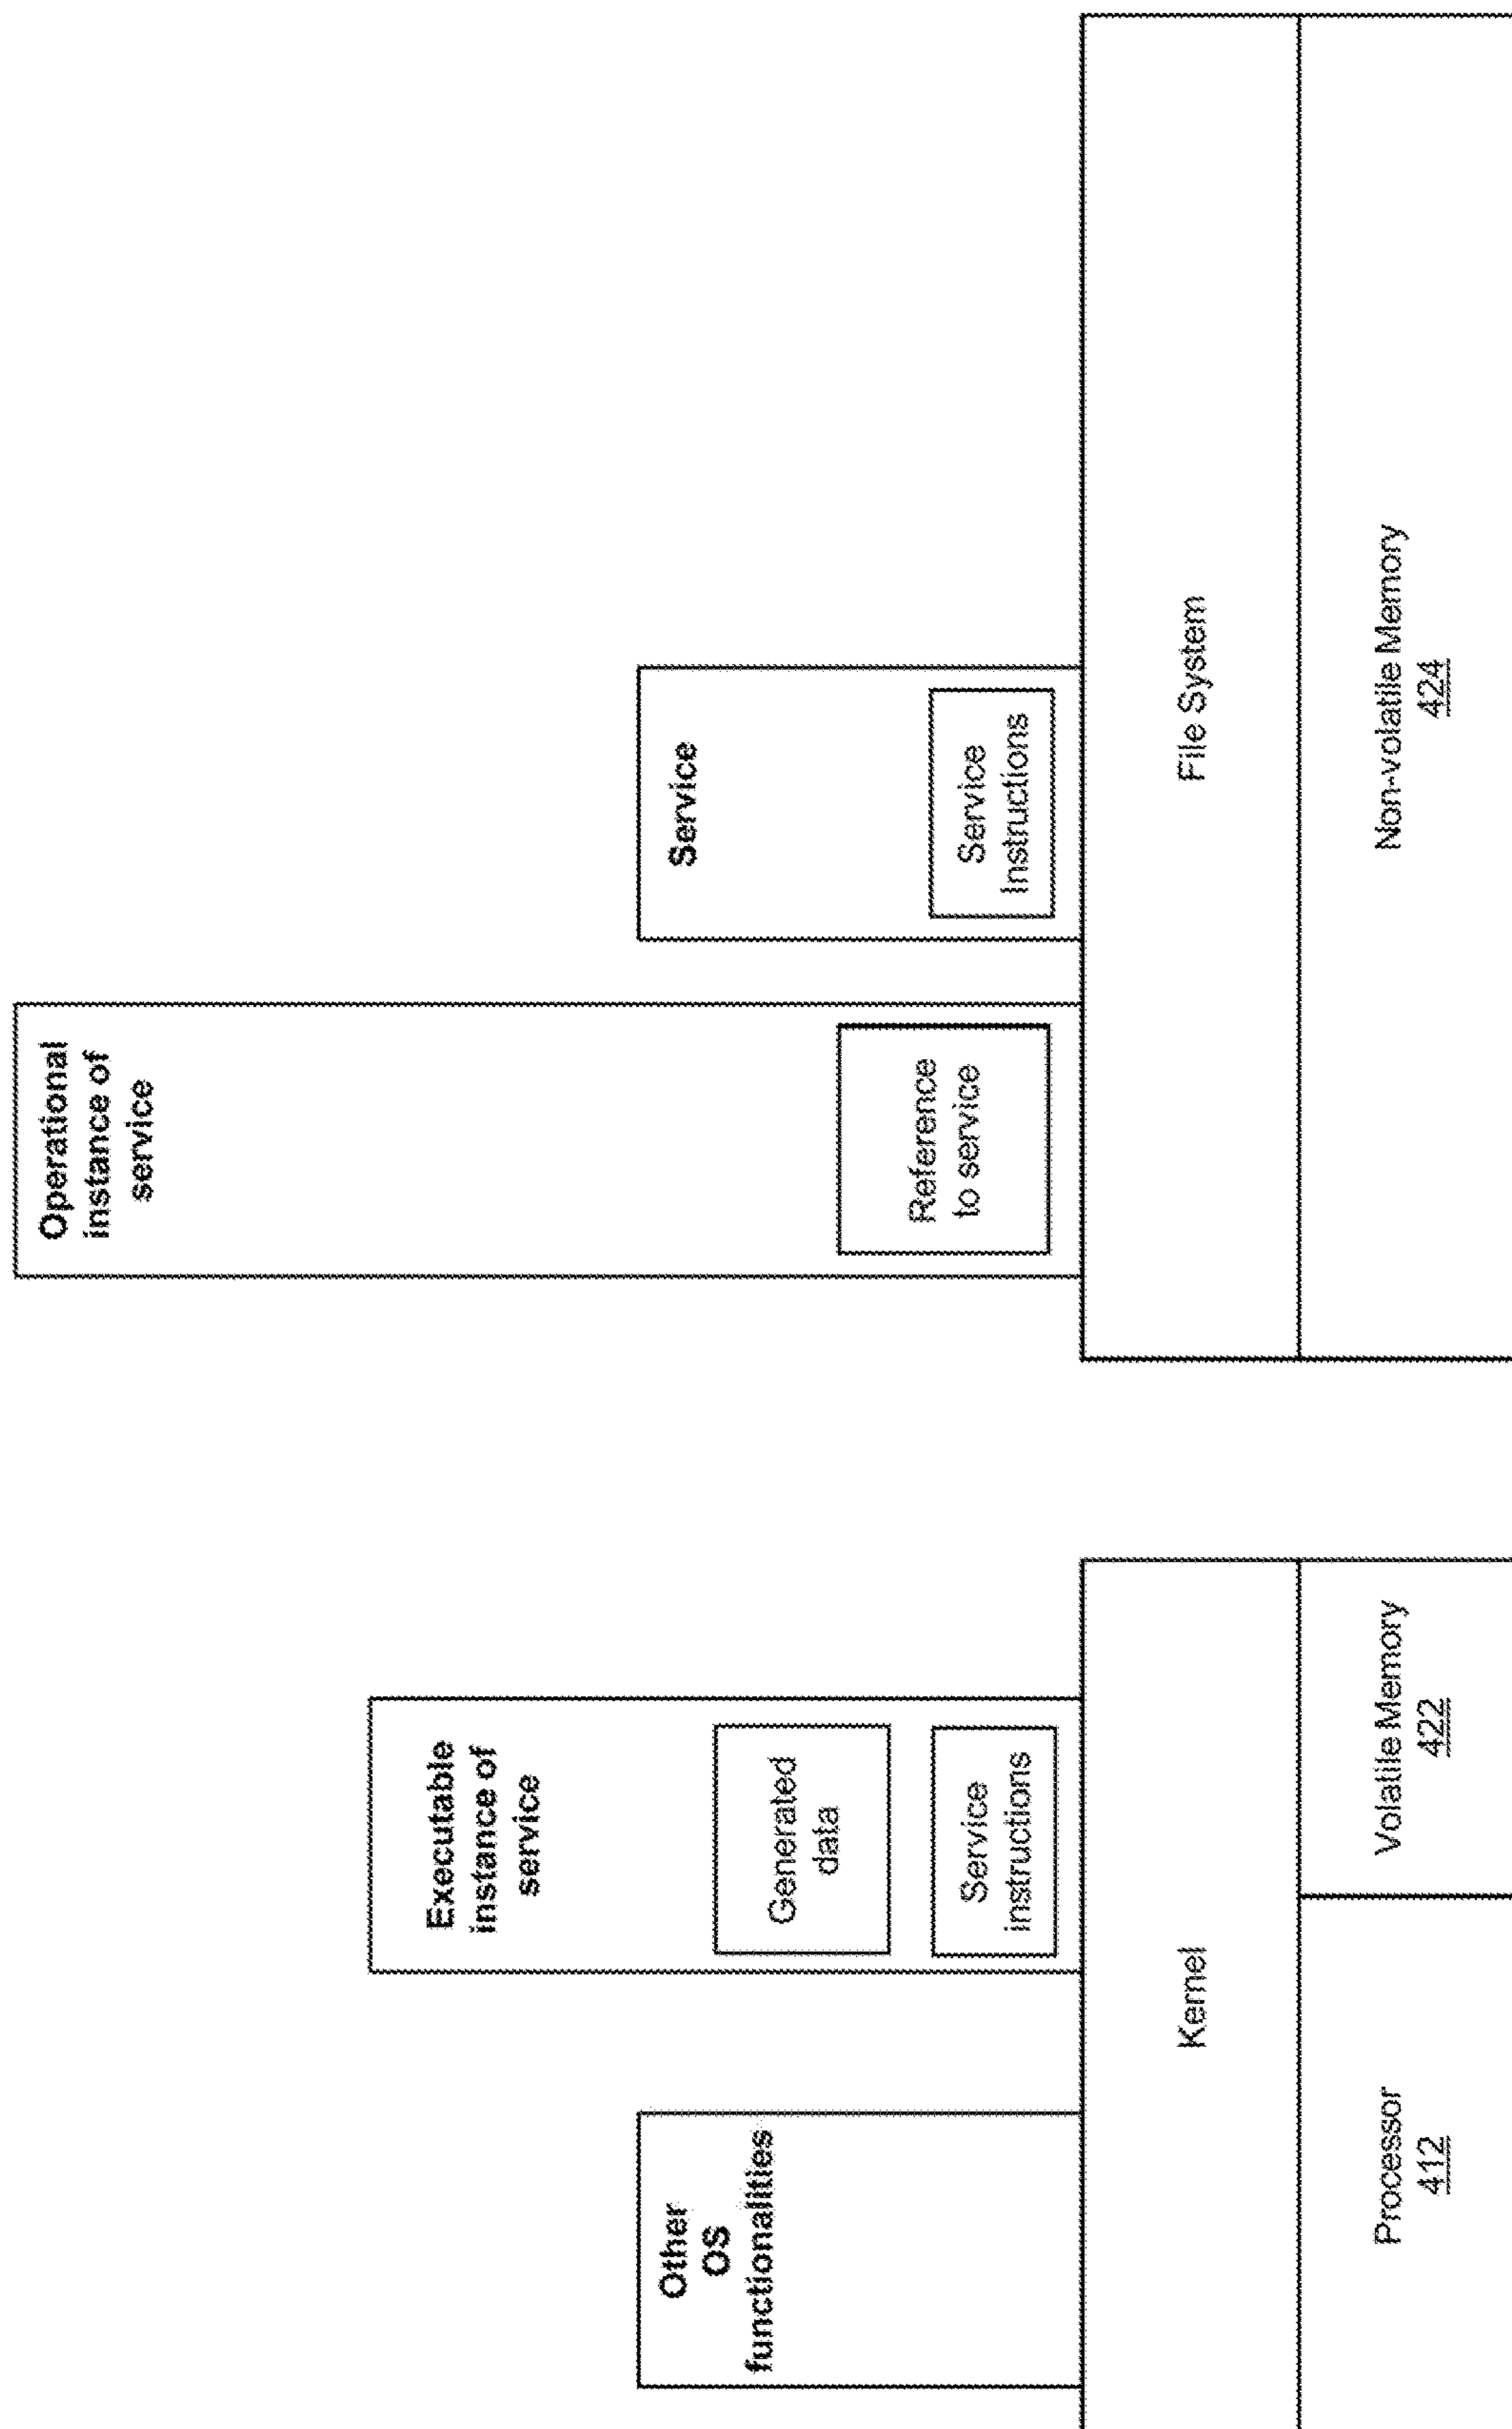 Other
OS
functionalities
Executable
instance of
service
Generated
data
Service
instructions
Kernel
Processor
412
Volatile Memory
422
Operational
instance of
service
Reference
to service
Service
Service
Instructions
File System
Non-volatile Memory
424